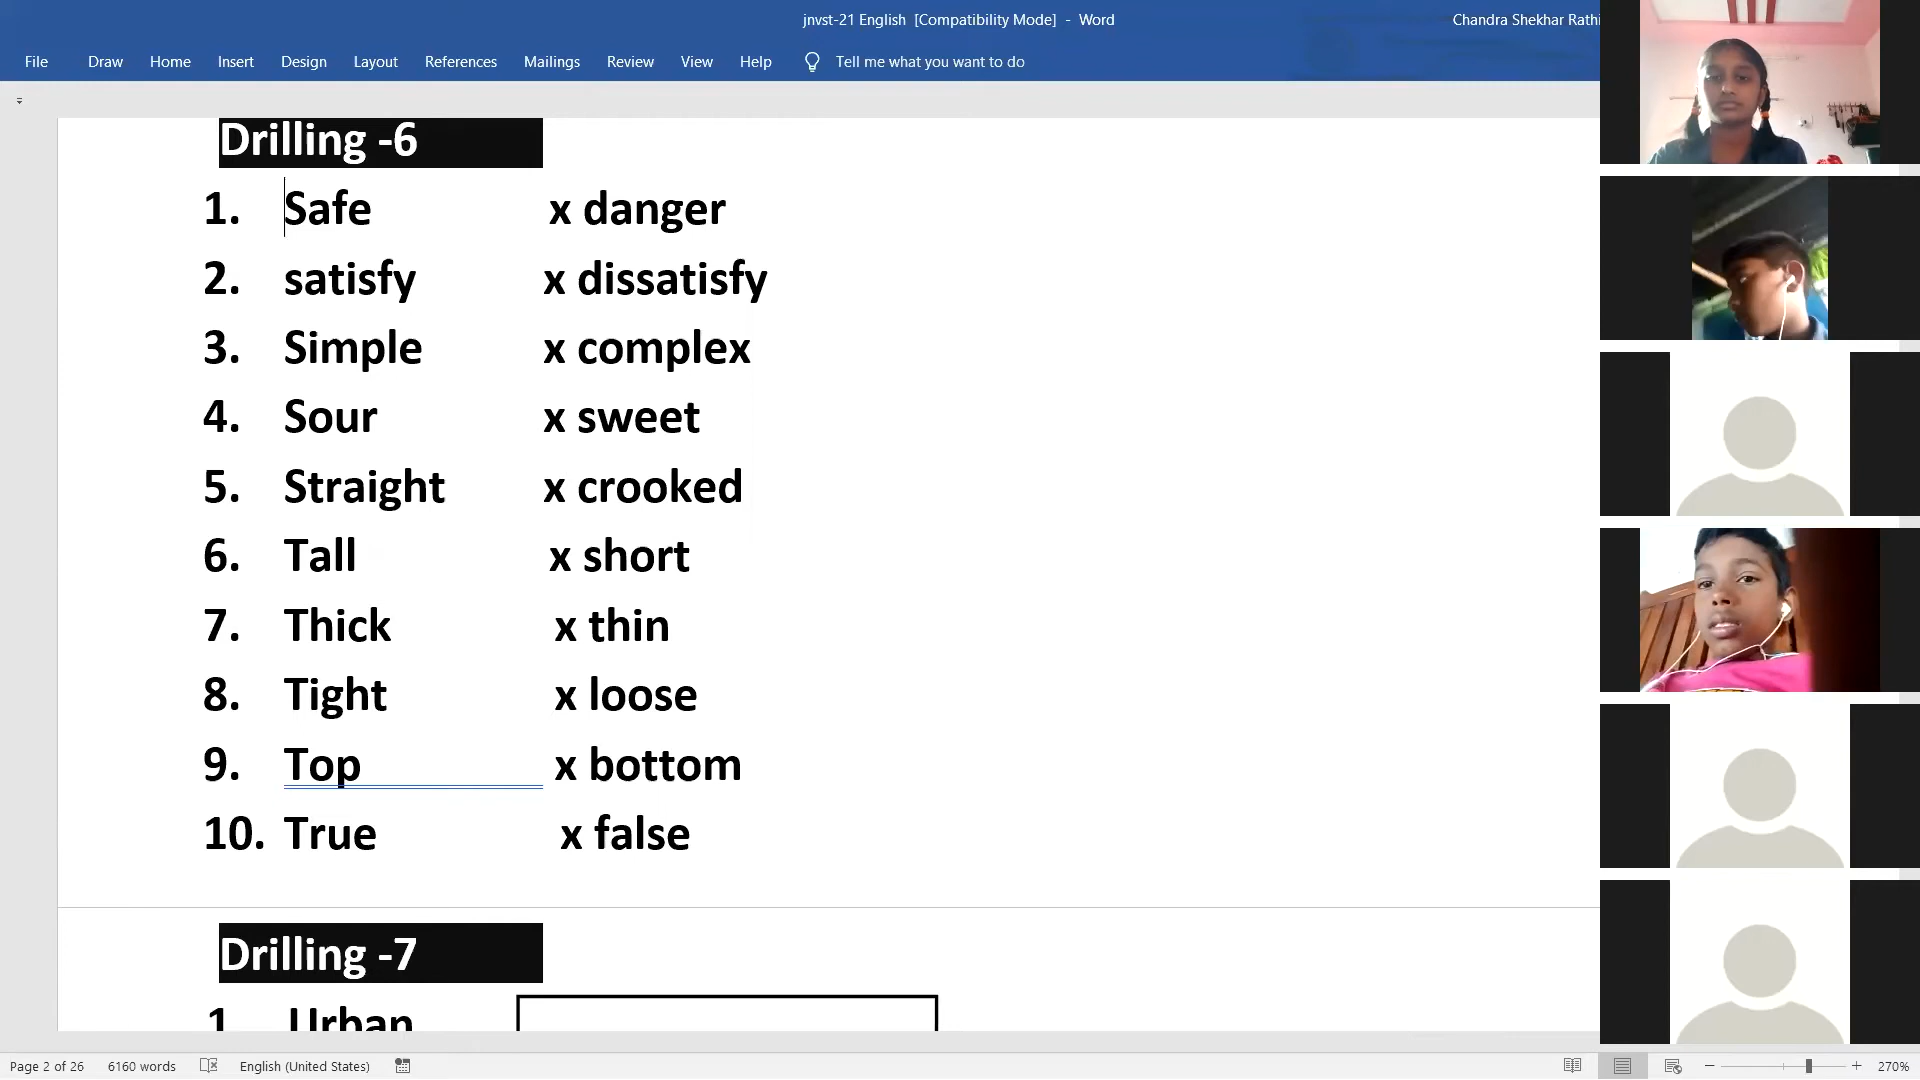 jnvst-21 English [Compatibility Mode] - Word
Chandra Shekhar Rathi
File Draw Home Insert Design Layout References Mailings Review View Help Tell me what you want to do
Drilling -6
1. Safe x danger
2. satisfy x dissatisfy
3. Simple x complex
4. Sour x sweet
5. Straight x crooked
6. Tall x short
7. Thick x thin
8. Tight x loose
9. Top x bottom
10. True x false
Drilling -7
1 Urban
Page 2 of 26 6160 words English (United States) 270%